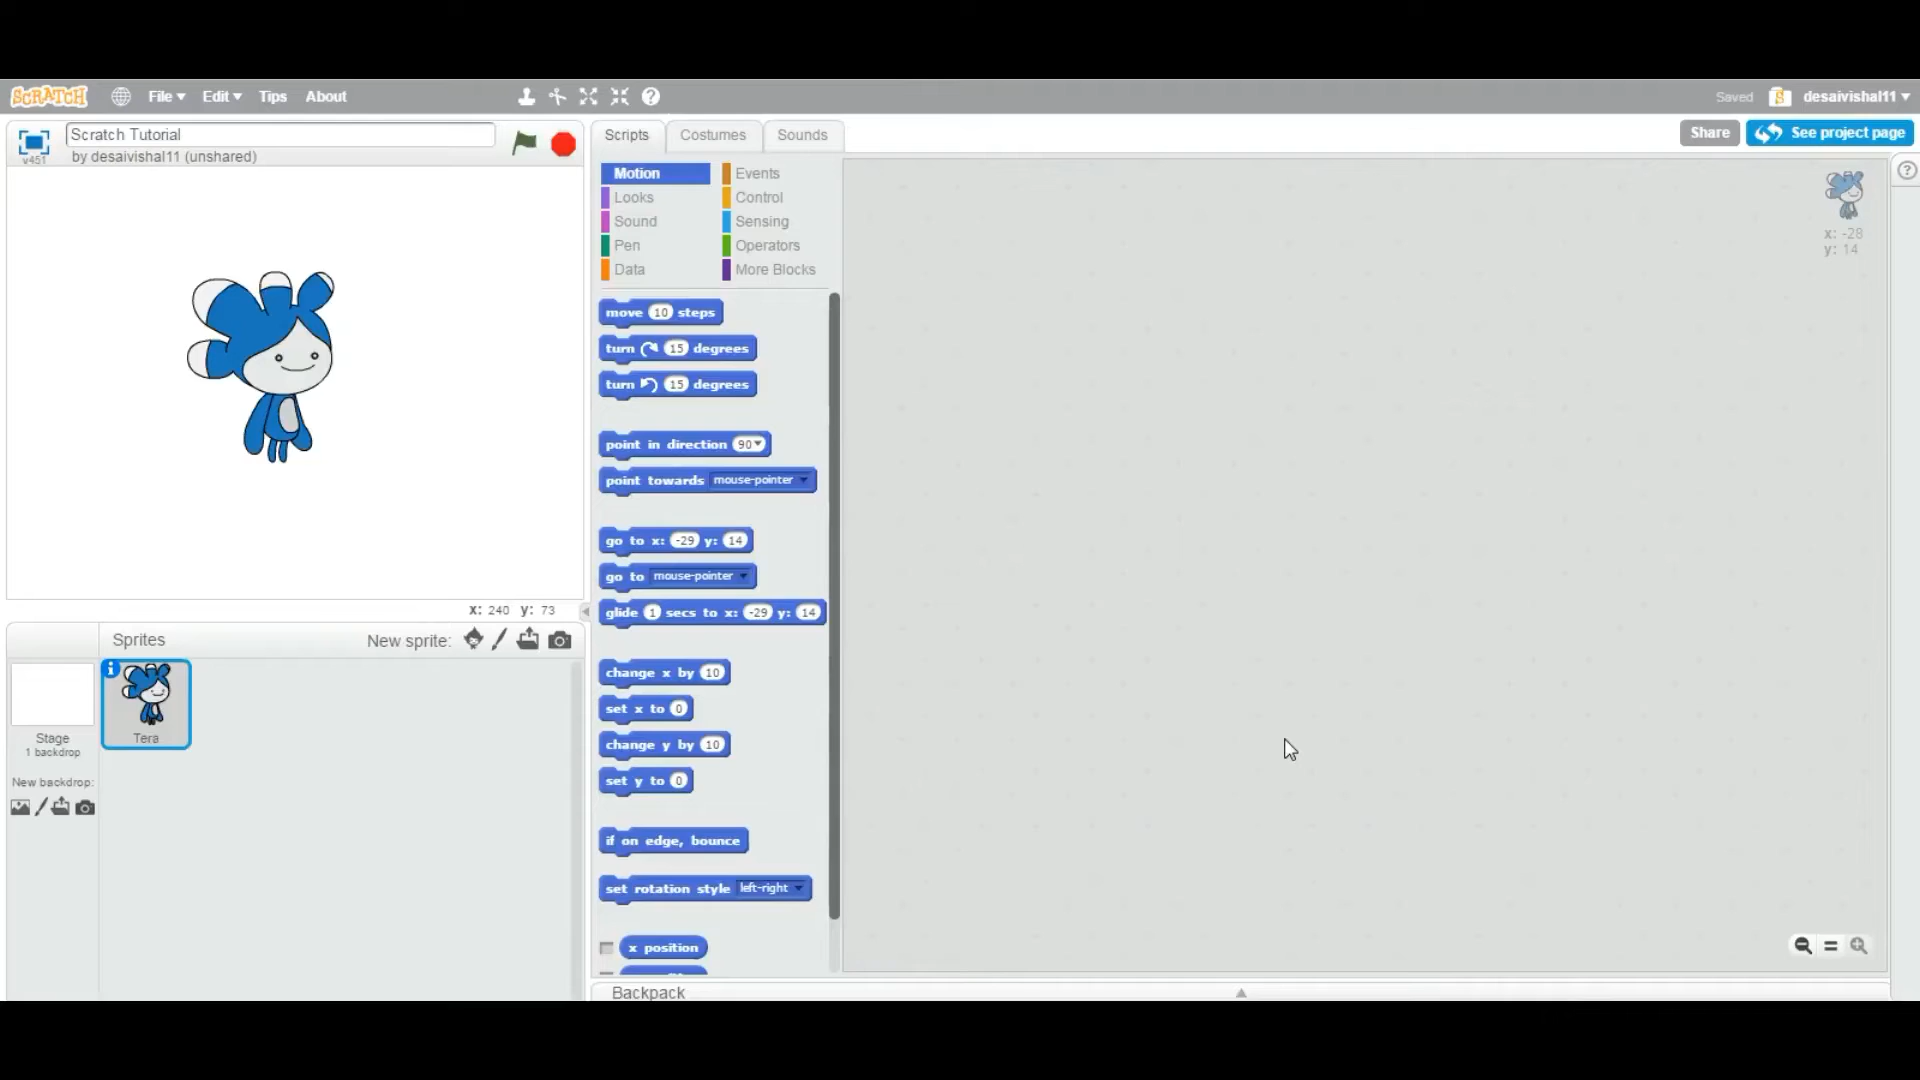 SCRATCH File Edit Tips About Saved S desaivishal11
v451 Scratch Tutorial
by desaivishal11 (unshared)
Scripts Costumes Sounds Share See project page
Motion Events
Looks Control
Sound Sensing
Pen Operators
Data More Blocks
x: -28
y: 14
move 10 steps
turn 15 degrees
turn 15 degrees
point in direction 90
point towards mouse-pointer
go to x: -29 y: 14
go to mouse-pointer
glide 1 secs to x: -29 y: 14
change x by 10
set x to 0
change y by 10
set y to 0
if on edge, bounce
set rotation style left-right
x position
x: 240 y: 73
Sprites New sprite:
Stage
1 backdrop
Tera
New backdrop:
Backpack